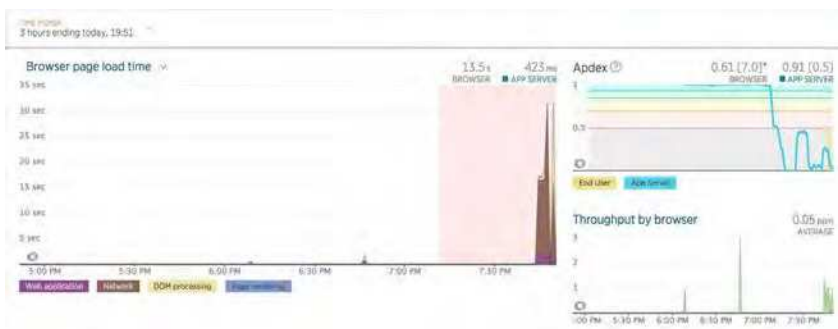 TIME PICKER
3 hours ending today, 19:51
Browser page load time
13.5 s
BROWSER
423 ms
APP SERVER
35 sec
30 sec
25 sec
20 sec
15 sec
10 sec
5 sec
0
5:00 PM 5:30 PM 6:00 PM 6:30 PM 7:00 PM 7:30 PM
Web application Network DOM processing Page rendering
Apdex ?
0.61 [7.0]*
BROWSER
0.91 [0.5]
APP SERVER
1
0.5
0
End User App Server
Throughput by browser
0.05 ppm
AVERAGE
3
2
1
0
5:30 PM 6:00 PM 6:30 PM 7:00 PM 7:30 PM